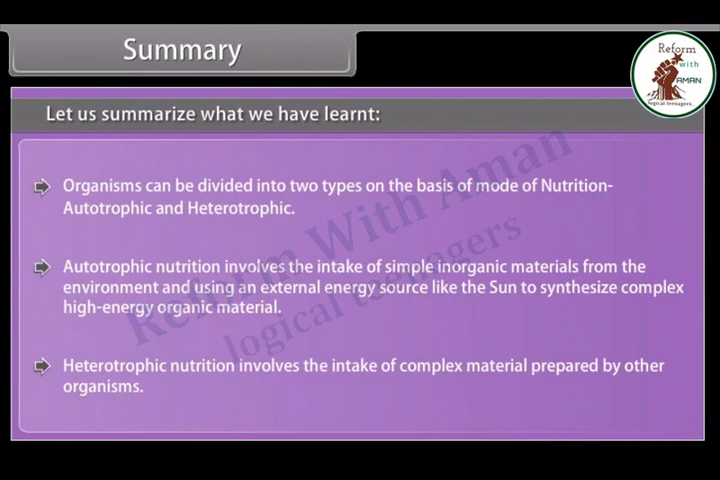 Summary
Reform
with
AMAN
logical teenagers.
Let us summarize what we have learnt:
Organisms can be divided into two types on the basis of mode of Nutrition-
Autotrophic and Heterotrophic.
Autotrophic nutrition involves the intake of simple inorganic materials from the
environment and using an external energy source like the Sun to synthesize complex
high-energy organic material.
Heterotrophic nutrition involves the intake of complex material prepared by other
organisms.
Reform With Aman
logical teenagers